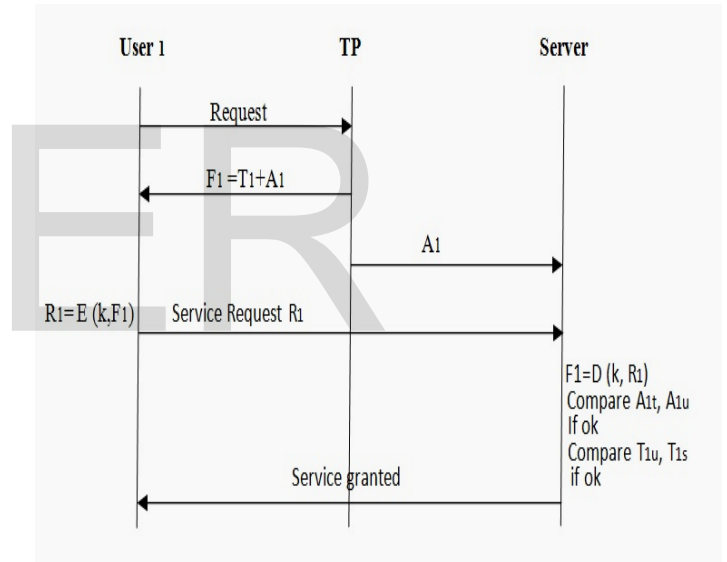 User 1 TP Server
Request
F1 =T1+A1
A1
R1= E (k,F1) Service Request R1
F1=D (k, R1)
Compare A1t, A1u
If ok
Compare T1u, T1s
if ok
Service granted
ER